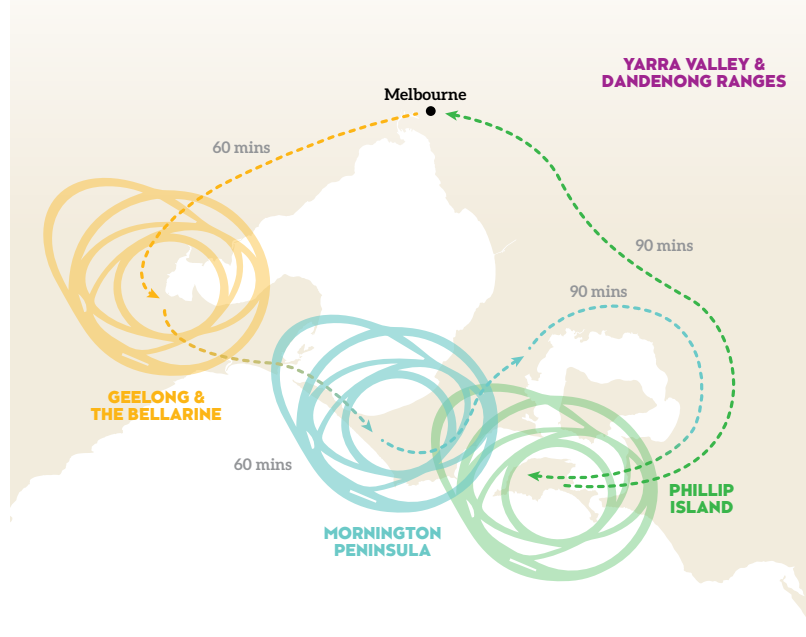 YARRA VALLEY &
DANDENONG RANGES
Melbourne
60 mins
90 mins
90 mins
GEELONG &
THE BELLARINE
60 mins
PHILLIP
ISLAND
MORNINGTON
PENINSULA